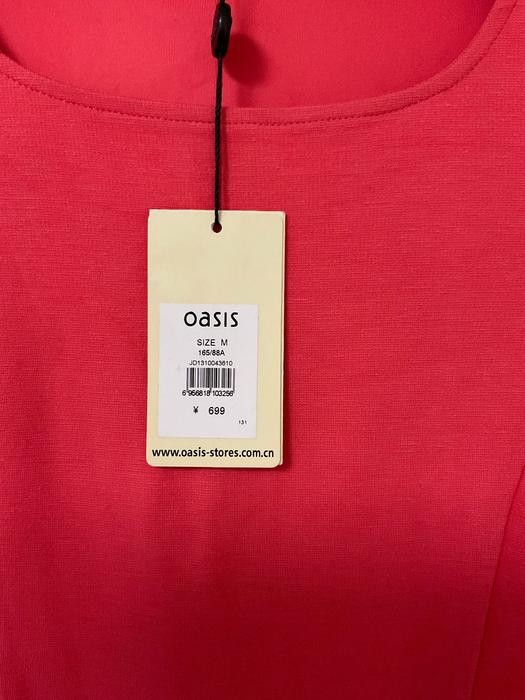 oasis
SIZE M
165/88A
JD1310043610
6 956818 103256
¥ 699
131
www.oasis-stores.com.cn